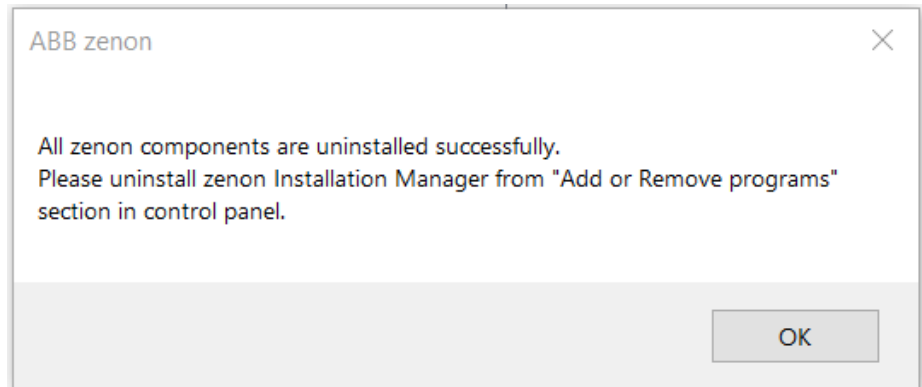 ABB zenon
All zenon components are uninstalled successfully.
Please uninstall zenon Installation Manager from "Add or Remove programs"
section in control panel.
OK